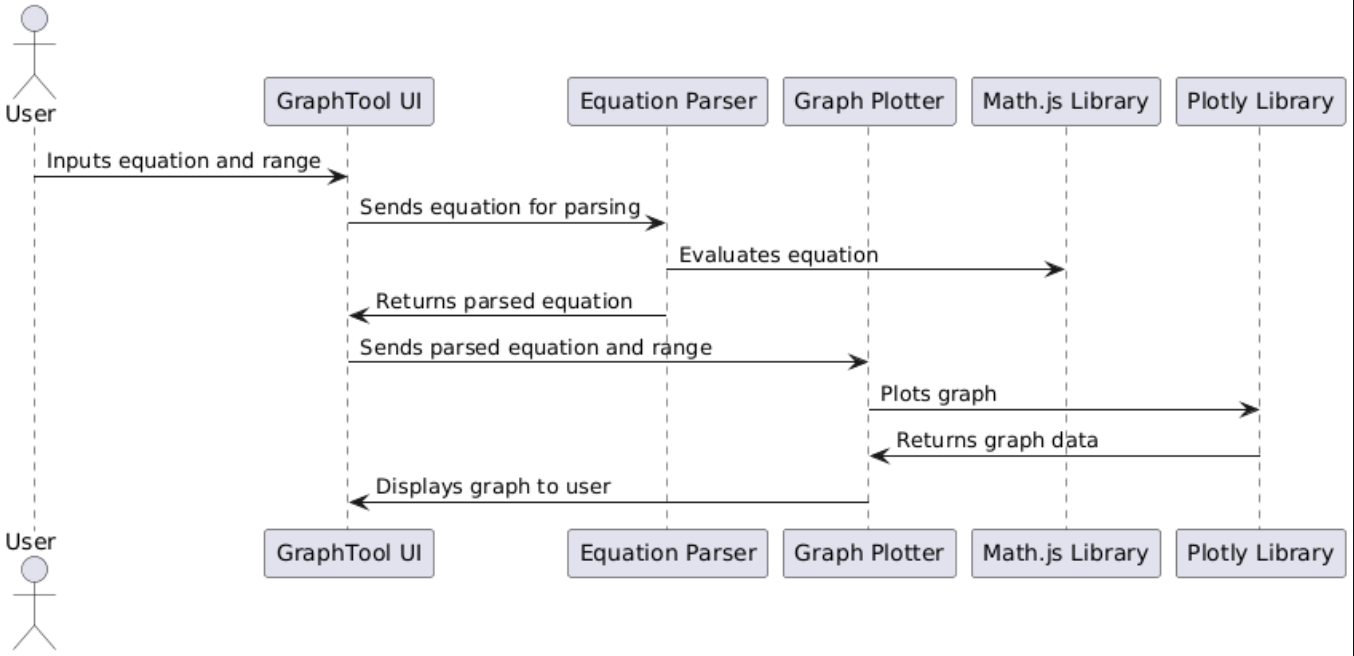 User
GraphTool UI
Equation Parser
Graph Plotter
Math.js Library
Plotly Library
Inputs equation and range
Sends equation for parsing
Evaluates equation
Returns parsed equation
Sends parsed equation and range
Plots graph
Returns graph data
Displays graph to user
User
GraphTool UI
Equation Parser
Graph Plotter
Math.js Library
Plotly Library